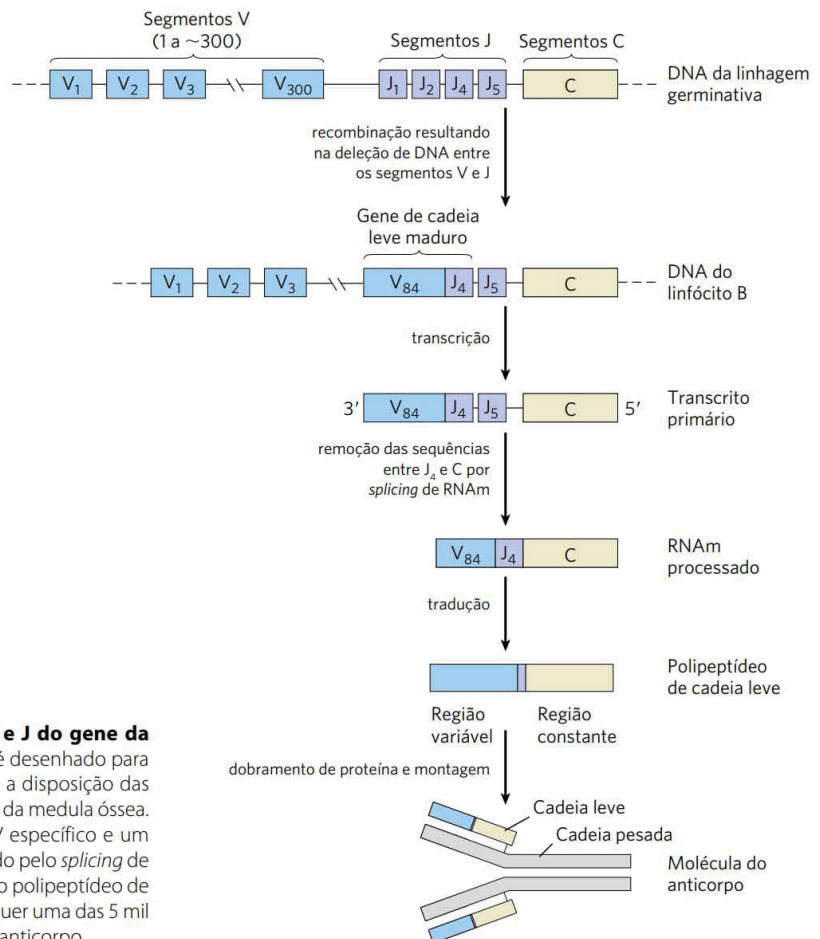 Segmentos V
(1 a ~300)
Segmentos J
Segmentos C
V1
V2
V3
V300
J1
J2
J4
J5
C
DNA da linhagem
germinativa
recombinação resultando
na deleção de DNA entre
os segmentos V e J
Gene de cadeia
leve maduro
V1
V2
V3
V84
J4
J5
C
DNA do
linfócito B
transcrição
3′
V84
J4
J5
C
5′
Transcrito
primário
remoção das sequências
entre J4 e C por
splicing de RNAm
V84
J4
C
RNAm
processado
tradução
Polipeptídeo
de cadeia leve
Região
variável
Região
constante
dobramento de proteína e montagem
Cadeia leve
Cadeia pesada
Molécula do
anticorpo
e J do gene da
é desenhado para
a disposição das
da medula óssea.
específico e um
do pelo splicing de
o polipeptídeo de
uer uma das 5 mil
anticorpo.